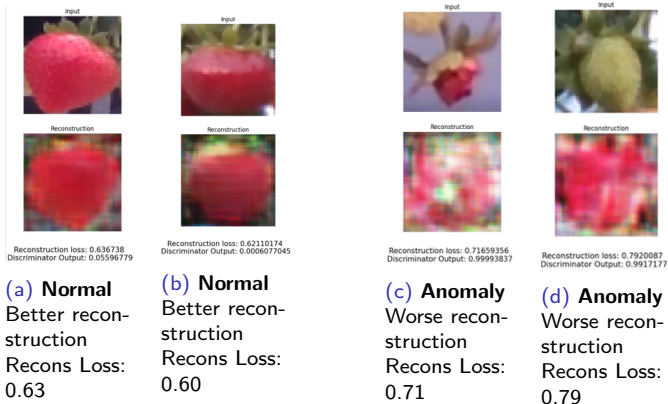 Input
Reconstruction
Reconstruction loss: 0.636738
Discriminator Output: 0.05596779
(a) Normal
Better recon-
struction
Recons Loss:
0.63
Input
Reconstruction
Reconstruction loss: 0.62110174
Discriminator Output: 0.0006077045
(b) Normal
Better recon-
struction
Recons Loss:
0.60
Input
Reconstruction
Reconstruction loss: 0.71659356
Discriminator Output: 0.99993837
(c) Anomaly
Worse recon-
struction
Recons Loss:
0.71
Input
Reconstruction
Reconstruction loss: 0.7920087
Discriminator Output: 0.9917177
(d) Anomaly
Worse recon-
struction
Recons Loss:
0.79